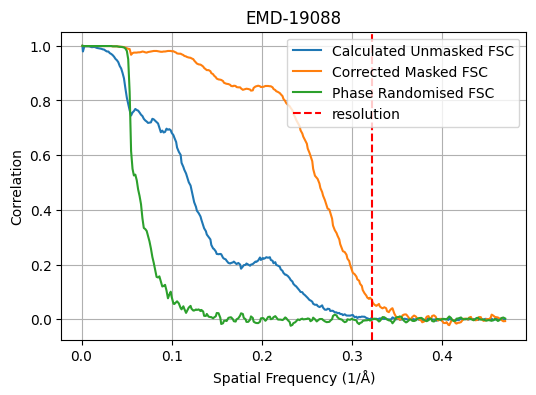 EMD-19088
Calculated Unmasked FSC
Corrected Masked FSC
Phase Randomised FSC
resolution
Correlation
1.0
0.8
0.6
0.4
0.2
0.0
0.0 0.1 0.2 0.3 0.4
Spatial Frequency (1/Å)